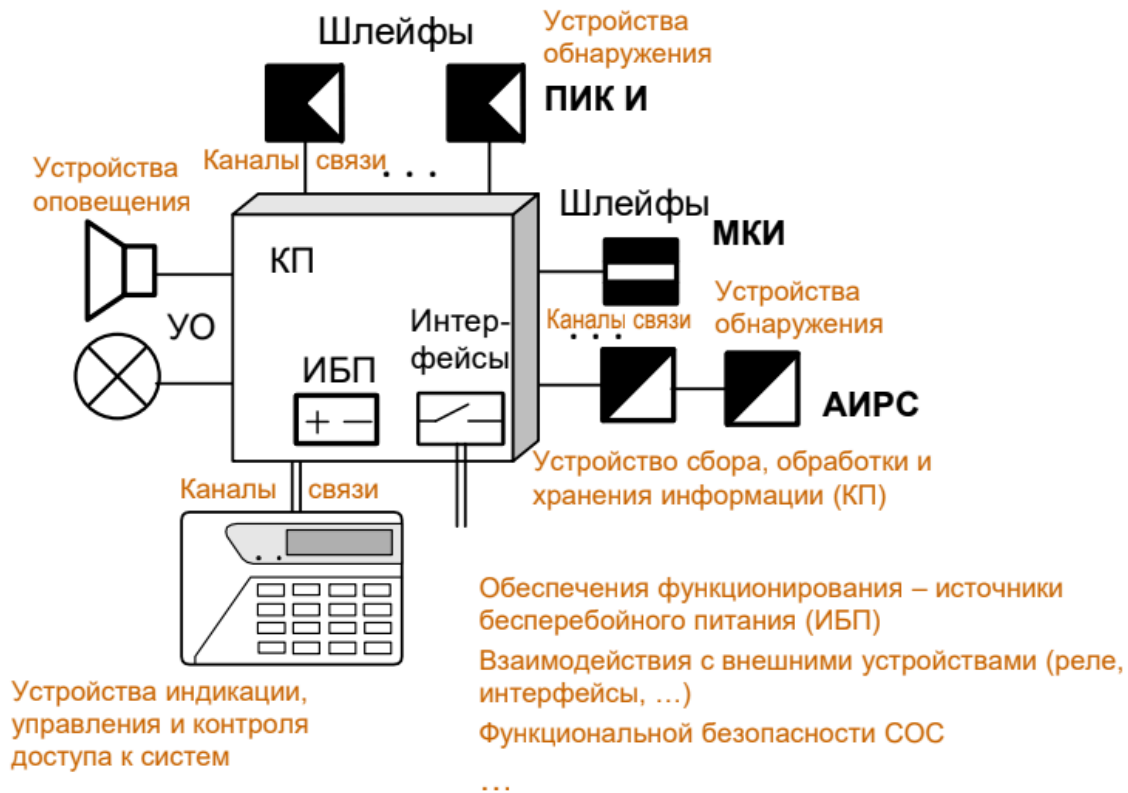 Шлейфы
Устройства
обнаружения
ПИК И
Каналы связи
. . .
Устройства
оповещения
Шлейфы
МКИ
КП
Устройства
обнаружения
Каналы связи
. . .
УО
Интер-
фейсы
ИБП
+ −
АИРС
Устройство сбора, обработки и
хранения информации (КП)
Каналы связи
Обеспечения функционирования – источники
бесперебойного питания (ИБП)
Взаимодействия с внешними устройствами (реле,
интерфейсы, …)
Функциональной безопасности СОС
…
Устройства индикации,
управления и контроля
доступа к систем